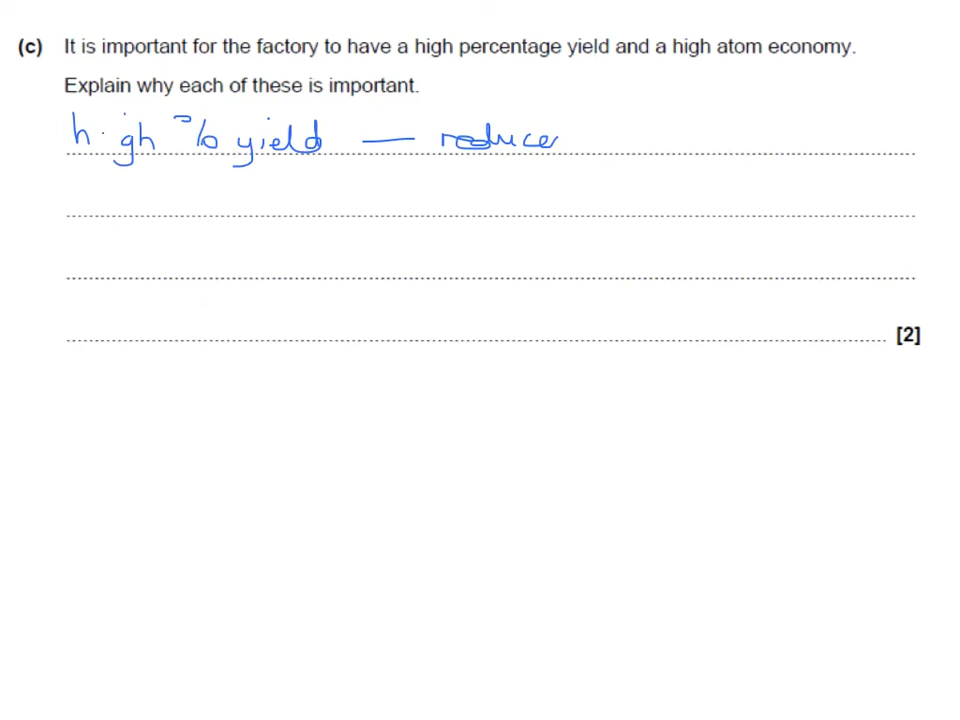 (c) It is important for the factory to have a high percentage yield and a high atom economy.
Explain why each of these is important.
high % yield — reduce
[2]